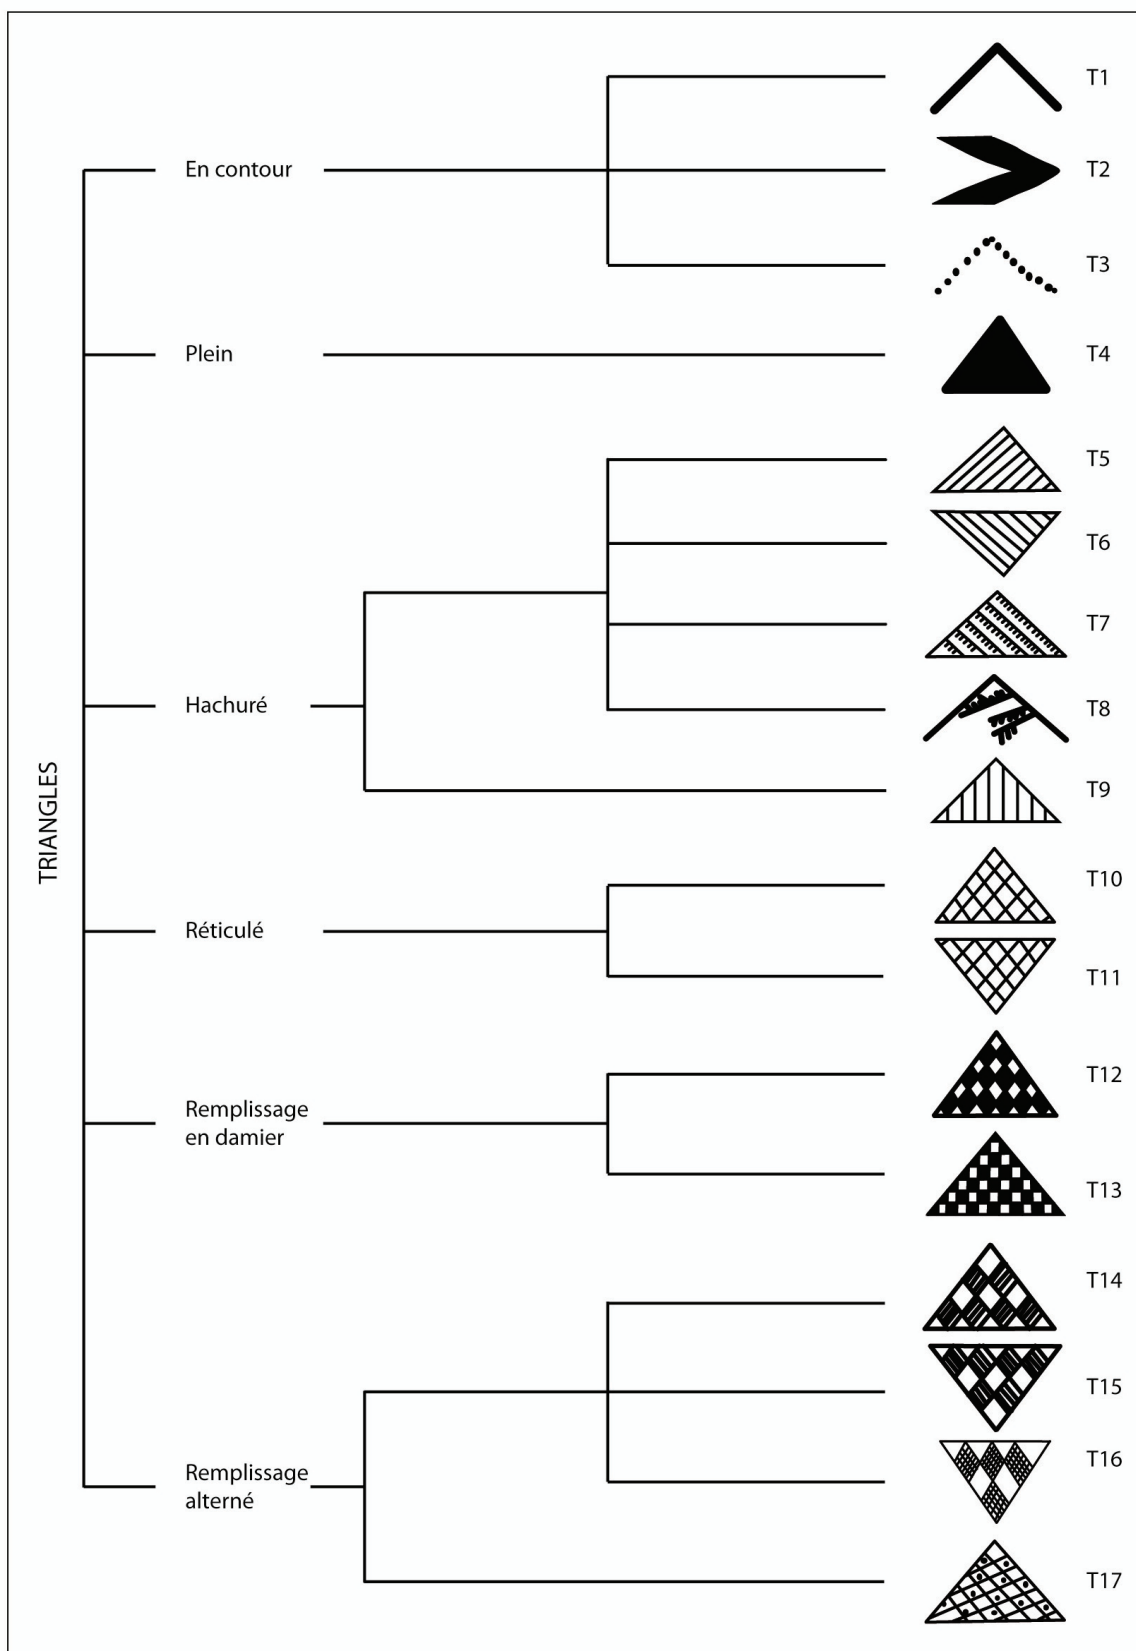 TRIANGLES
En contour
T1
T2
T3
Plein
T4
Hachuré
T5
T6
T7
T8
T9
Réticulé
T10
T11
Remplissage
en damier
T12
T13
Remplissage
alterné
T14
T15
T16
T17